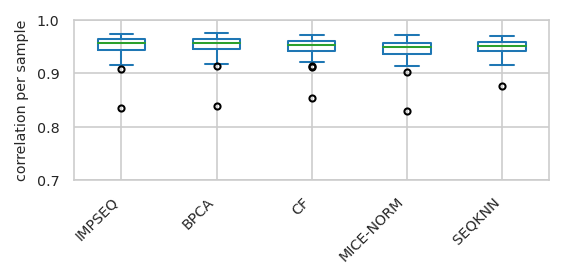 correlation per sample
1.0
0.9
0.8
0.7
IMPSEQ
BPCA
CF
MICE-NORM
SEQKNN